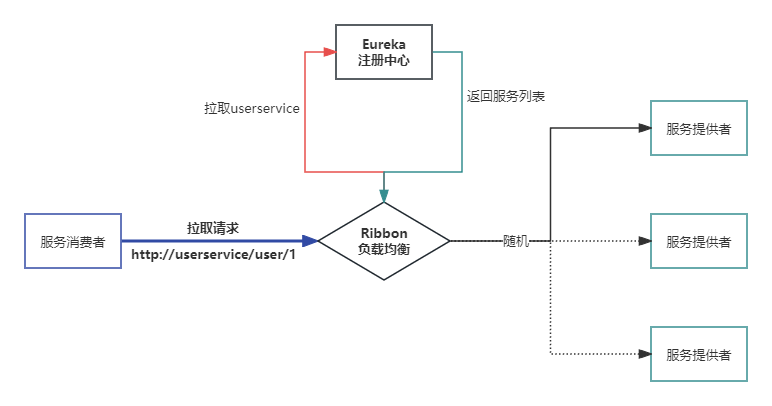 Eureka
注册中心
拉取userservice
返回服务列表
服务提供者
服务消费者
拉取请求
http://userservice/user/1
Ribbon
负载均衡
随机
服务提供者
服务提供者